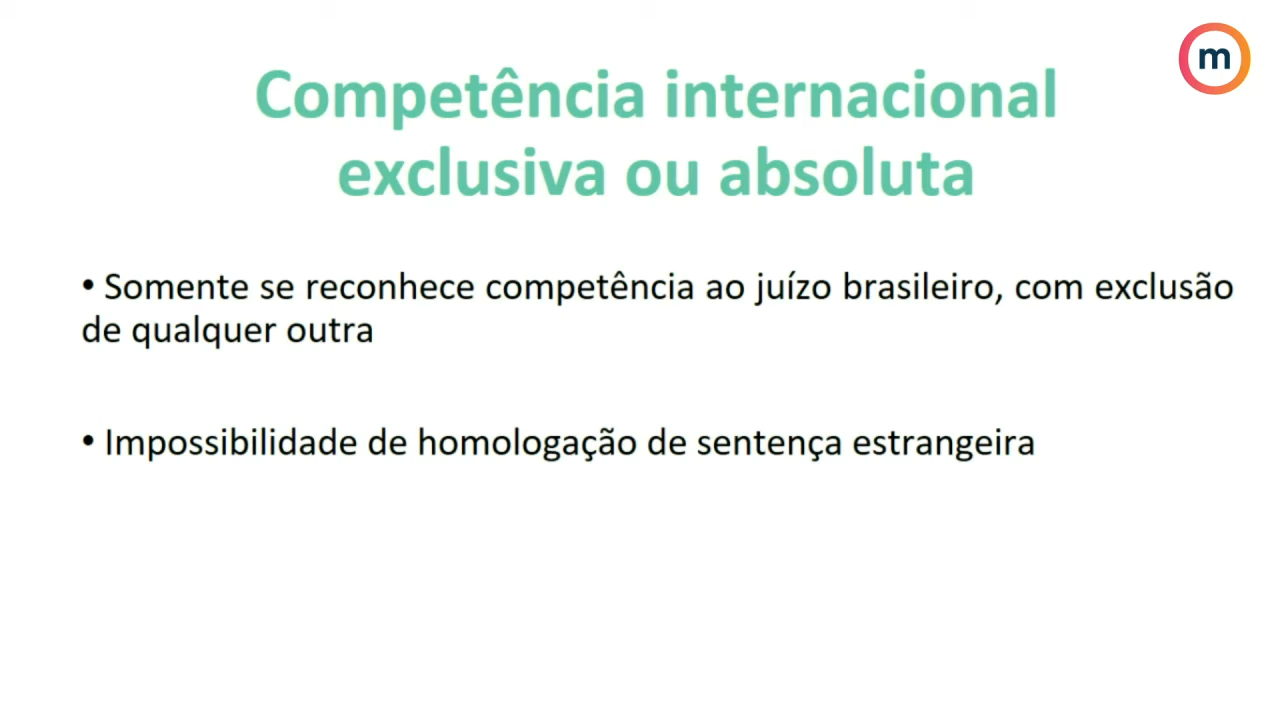 m
Competência internacional
exclusiva ou absoluta
• Somente se reconhece competência ao juízo brasileiro, com exclusão
de qualquer outra
• Impossibilidade de homologação de sentença estrangeira